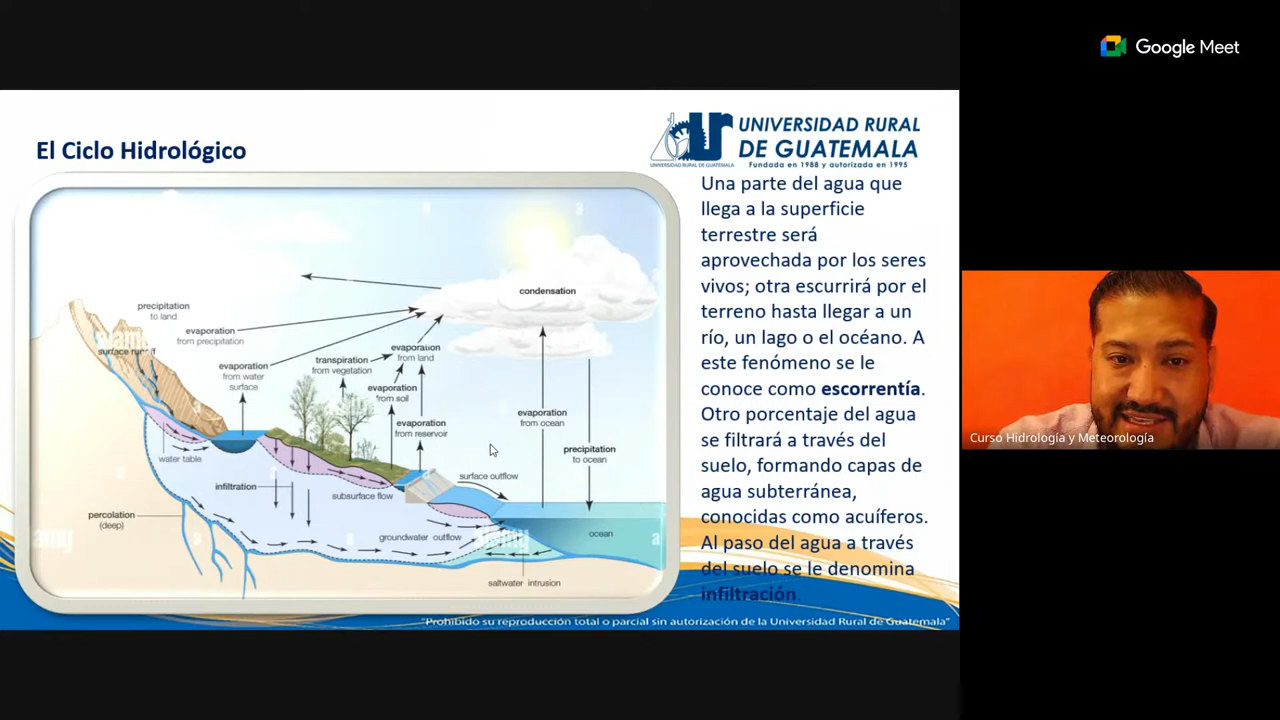 Google Meet
El Ciclo Hidrológico
UNIVERSIDAD RURAL
DE GUATEMALA
Fundada en 1988 y autorizada en 1995
UNIVERSIDAD RURAL DE GUATEMALA
Una parte del agua que
llega a la superficie
terrestre será
aprovechada por los seres
vivos; otra escurrirá por el
terreno hasta llegar a un
río, un lago o el océano. A
este fenómeno se le
conoce como escorrentía.
Otro porcentaje del agua
se filtrará a través del
suelo, formando capas de
agua subterránea,
conocidas como acuíferos.
Al paso del agua a través
del suelo se le denomina
infiltración.
condensation
precipitation
to land
evaporation
from precipitation
surface runoff
evaporation
from water
surface
transpiration
from vegetation
evaporation
from land
evaporation
from soil
evaporation
from reservoir
evaporation
from ocean
precipitation
to ocean
water table
infiltration
subsurface flow
surface outflow
percolation
(deep)
groundwater outflow
ocean
saltwater intrusion
"Prohibido su reproducción total o parcial sin autorización de la Universidad Rural de Guatemala"
Curso Hidrología y Meteorología